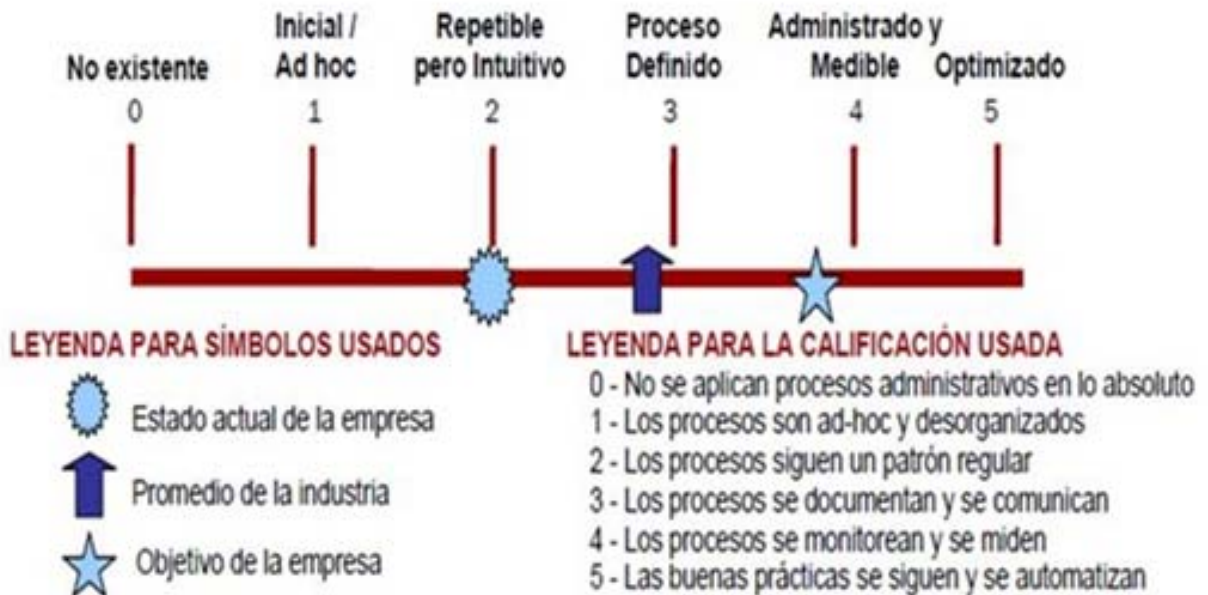 No existente
Inicial /
Ad hoc
Repetible
pero Intuitivo
Proceso
Definido
Administrado y
Medible
Optimizado
0
1
2
3
4
5
LEYENDA PARA SÍMBOLOS USADOS
Estado actual de la empresa
Promedio de la industria
Objetivo de la empresa
LEYENDA PARA LA CALIFICACIÓN USADA
0 - No se aplican procesos administrativos en lo absoluto
1 - Los procesos son ad-hoc y desorganizados
2 - Los procesos siguen un patrón regular
3 - Los procesos se documentan y se comunican
4 - Los procesos se monitorean y se miden
5 - Las buenas prácticas se siguen y se automatizan